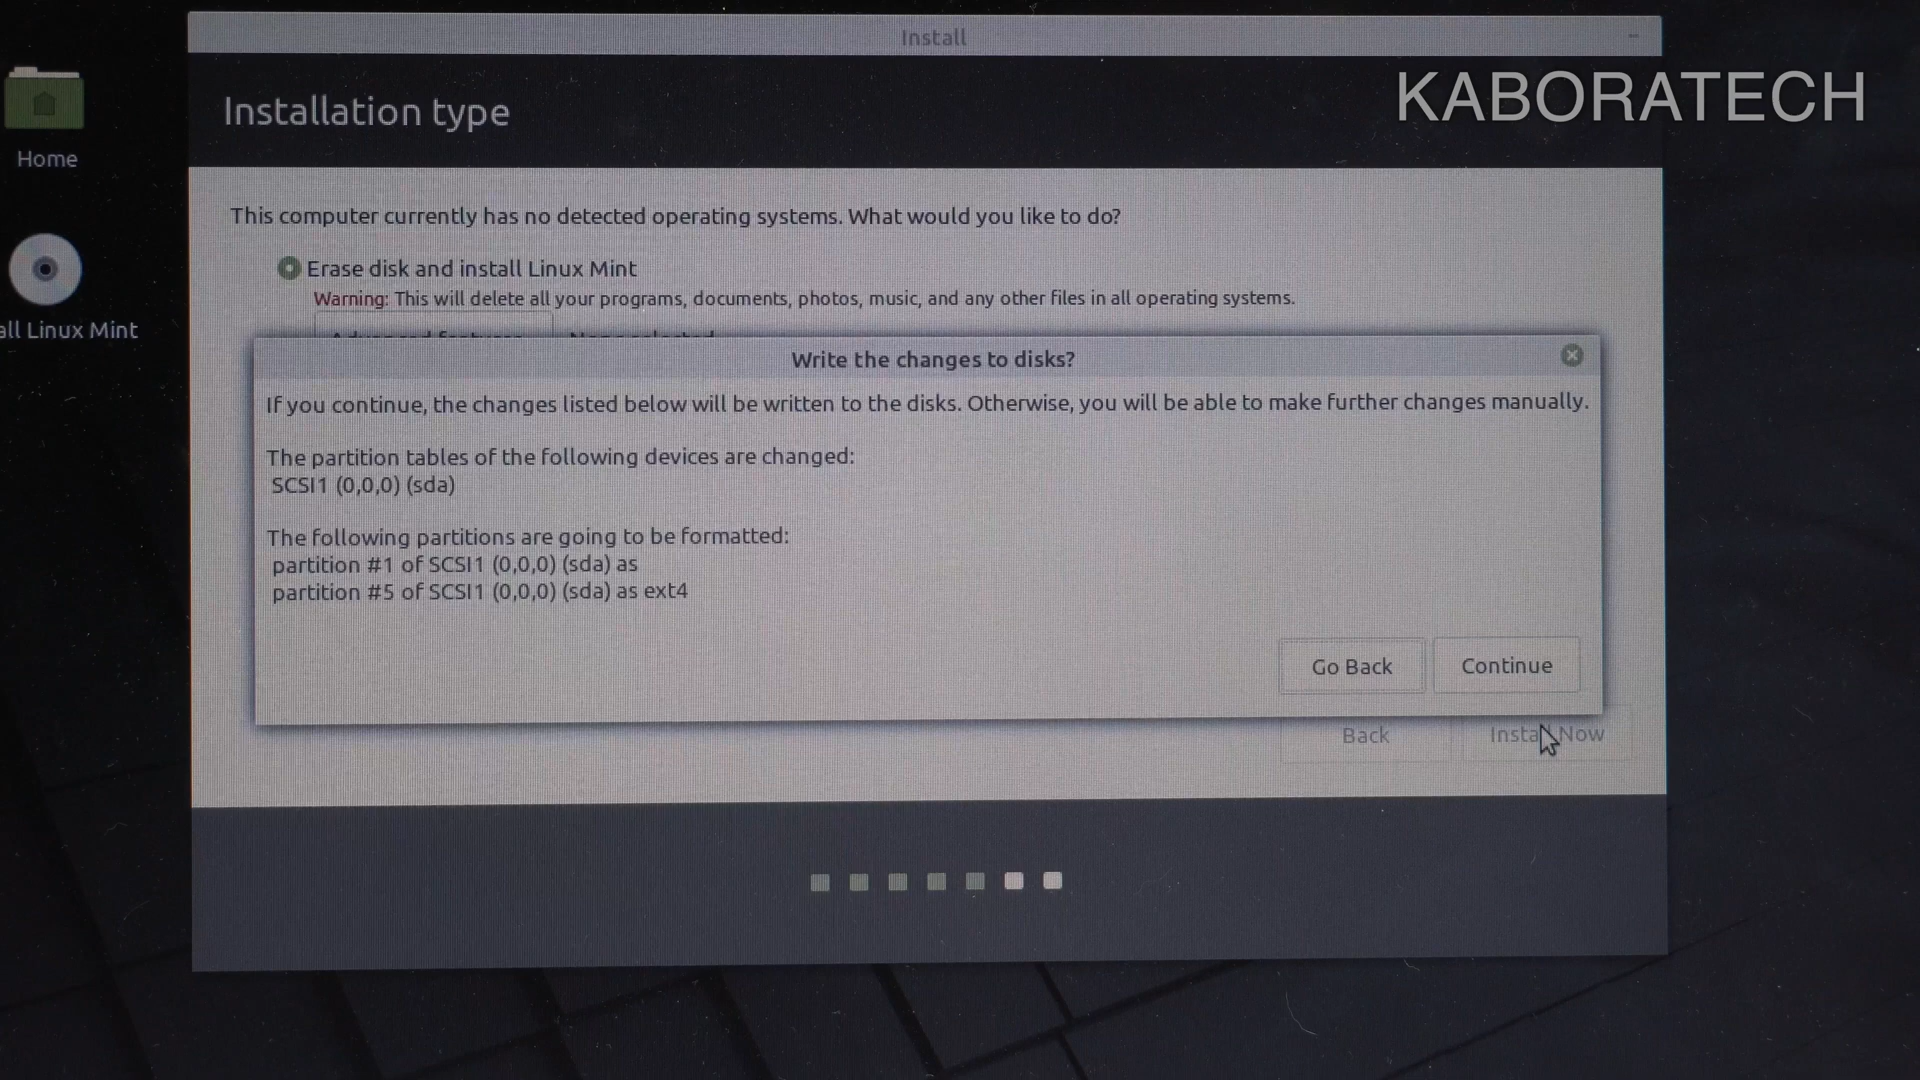 Install
KABORATECH
Installation type
Home
This computer currently has no detected operating systems. What would you like to do?
Erase disk and install Linux Mint
Warning: This will delete all your programs, documents, photos, music, and any other files in all operating systems.
all Linux Mint
Write the changes to disks?
If you continue, the changes listed below will be written to the disks. Otherwise, you will be able to make further changes manually.
The partition tables of the following devices are changed:
SCSI1 (0,0,0) (sda)
The following partitions are going to be formatted:
partition #1 of SCSI1 (0,0,0) (sda) as
partition #5 of SCSI1 (0,0,0) (sda) as ext4
Go Back
Continue
Back
Install Now